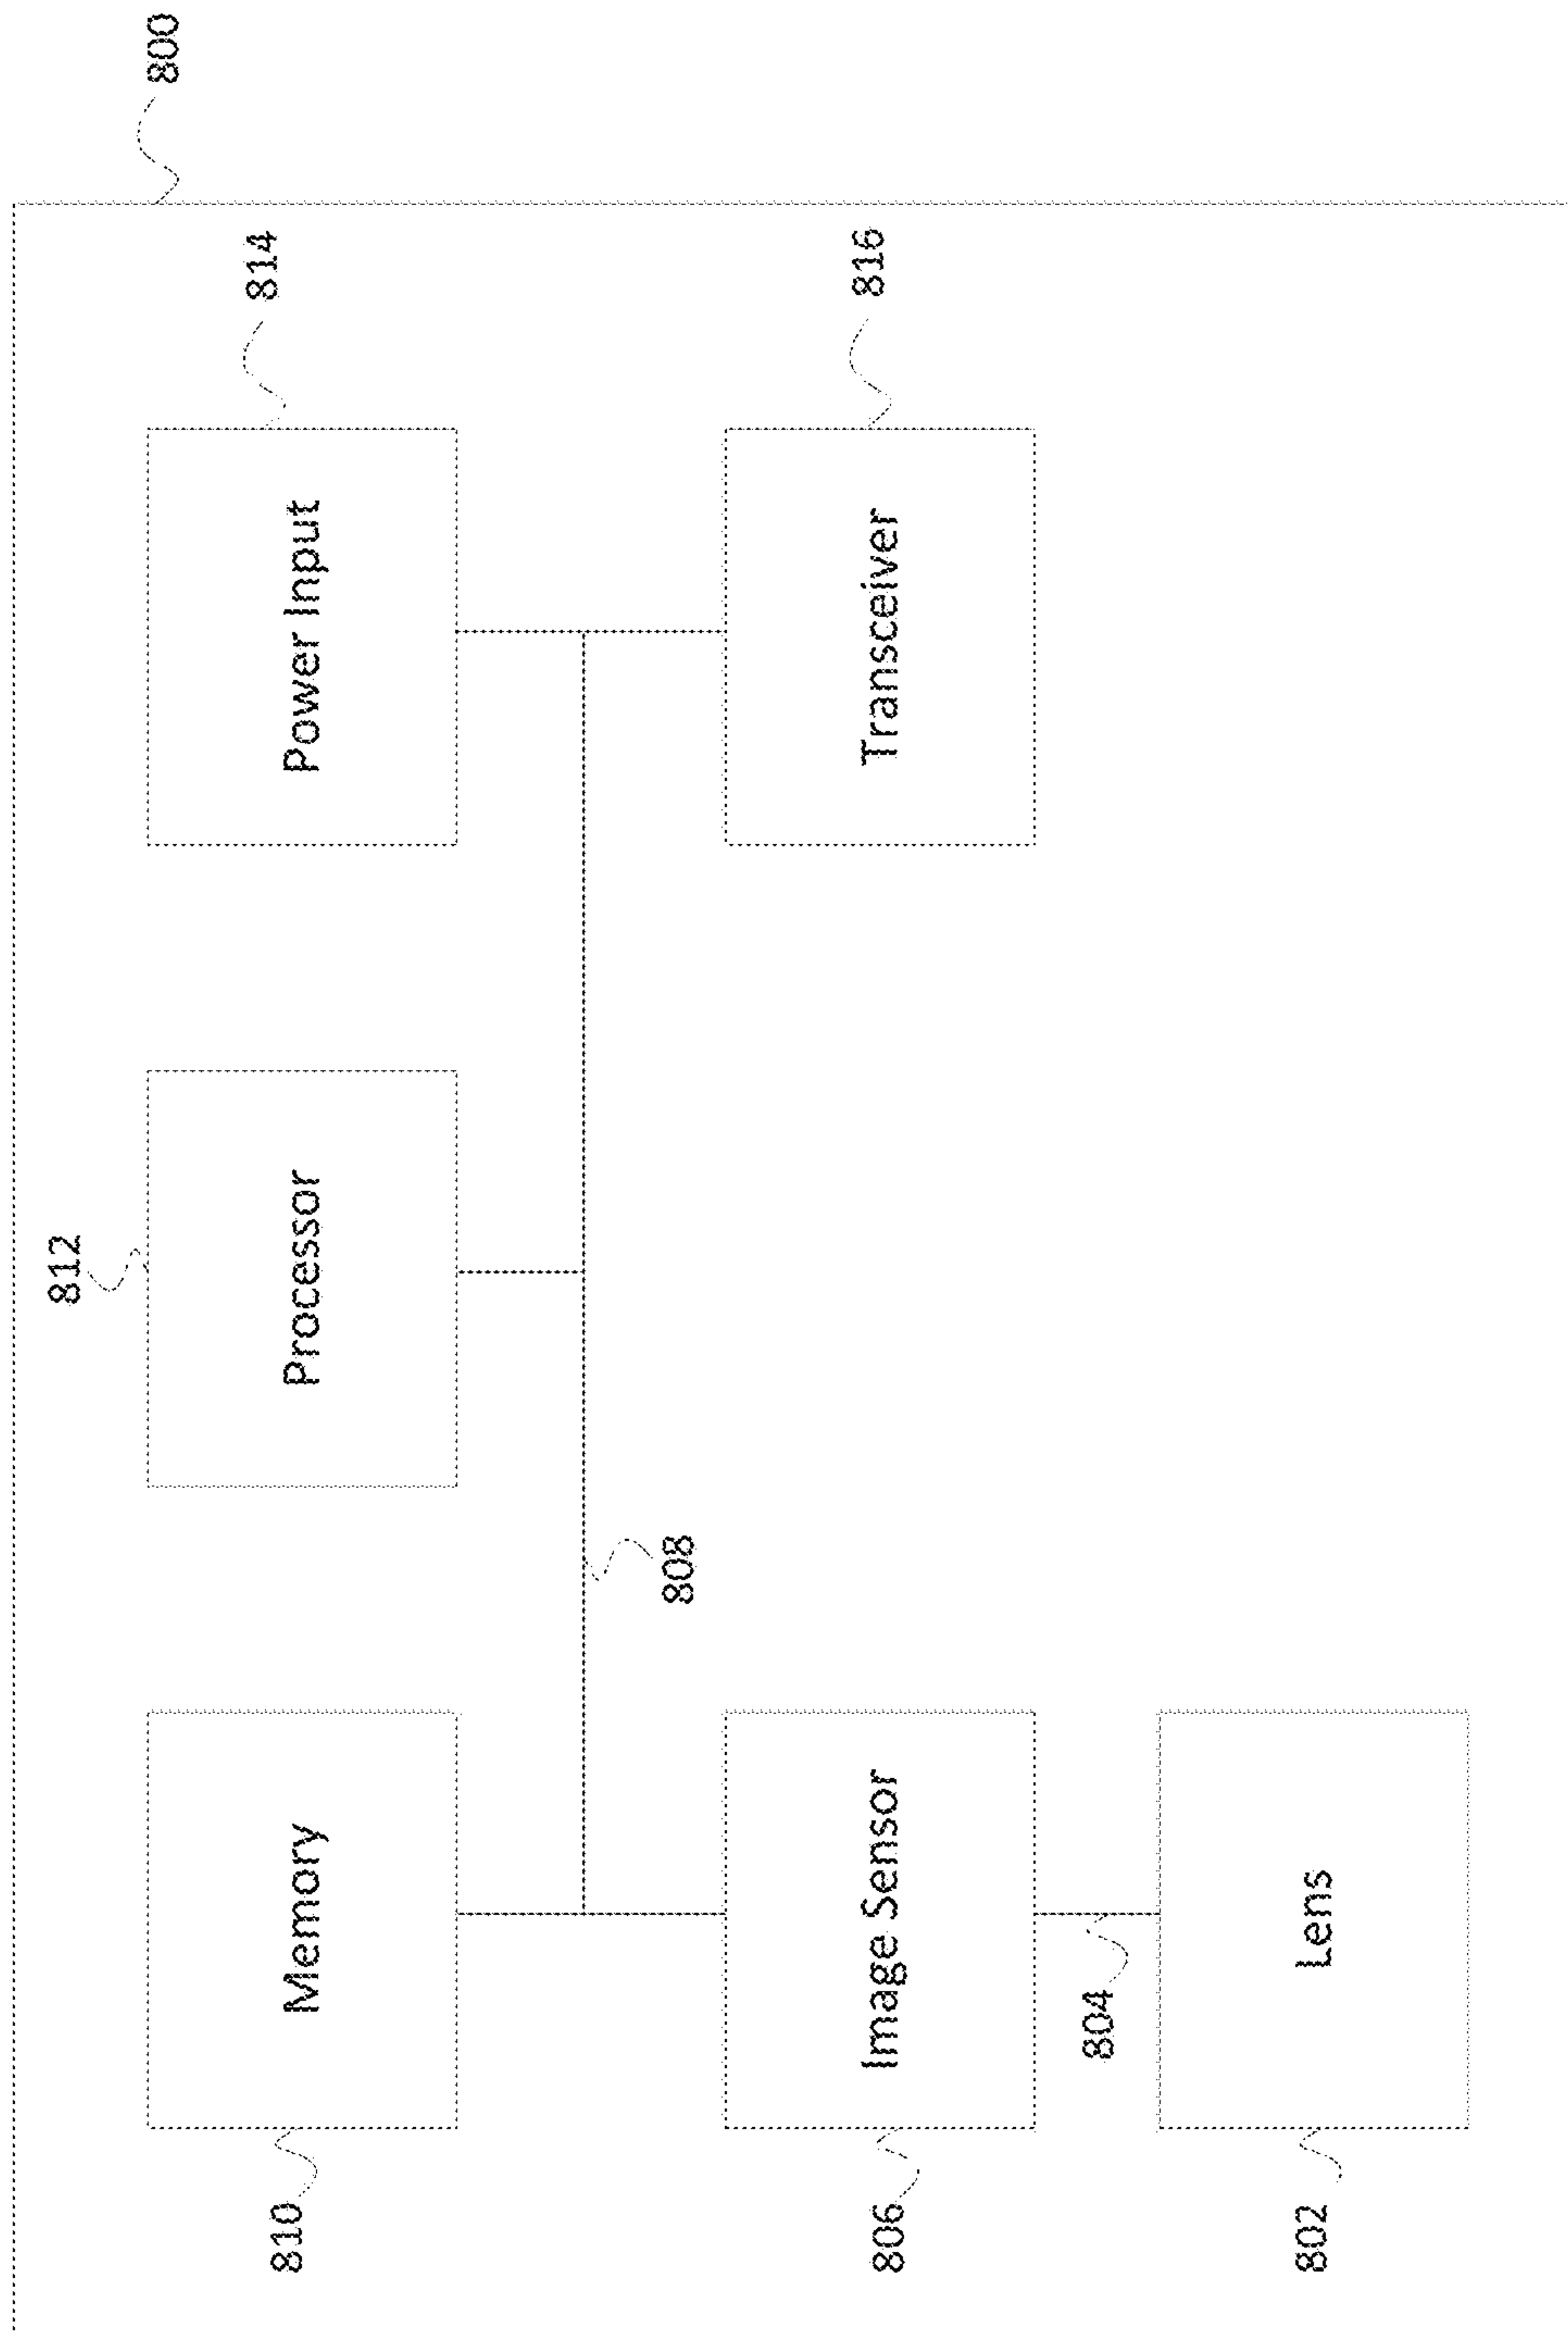 812
800
810
814
Memory
Processor
Power Input
808
806
816
Image Sensor
Transceiver
804
802
Lens